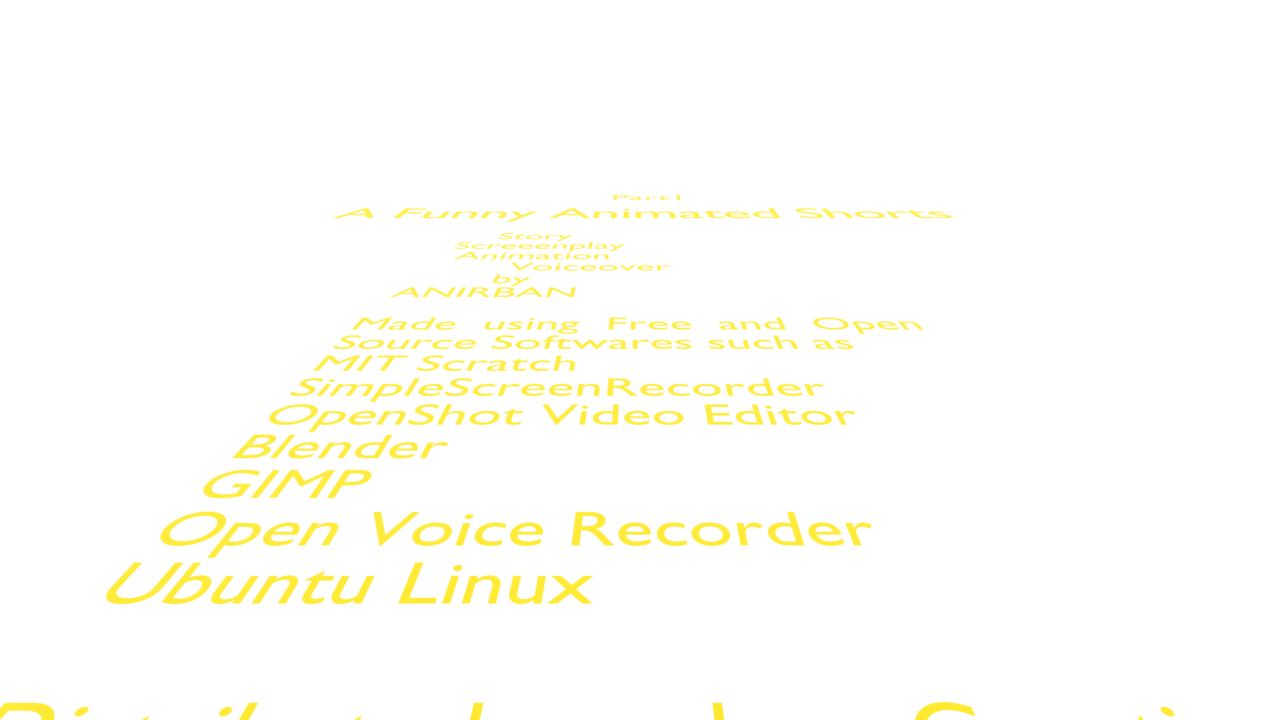 Part I
A Funny Animated Shorts
Story
Screeenplay
Animation
Voiceover
by
ANIRBAN
Made using Free and Open
Source Softwares such as
MIT Scratch
SimpleScreenRecorder
OpenShot Video Editor
Blender
GIMP
Open Voice Recorder
Ubuntu Linux